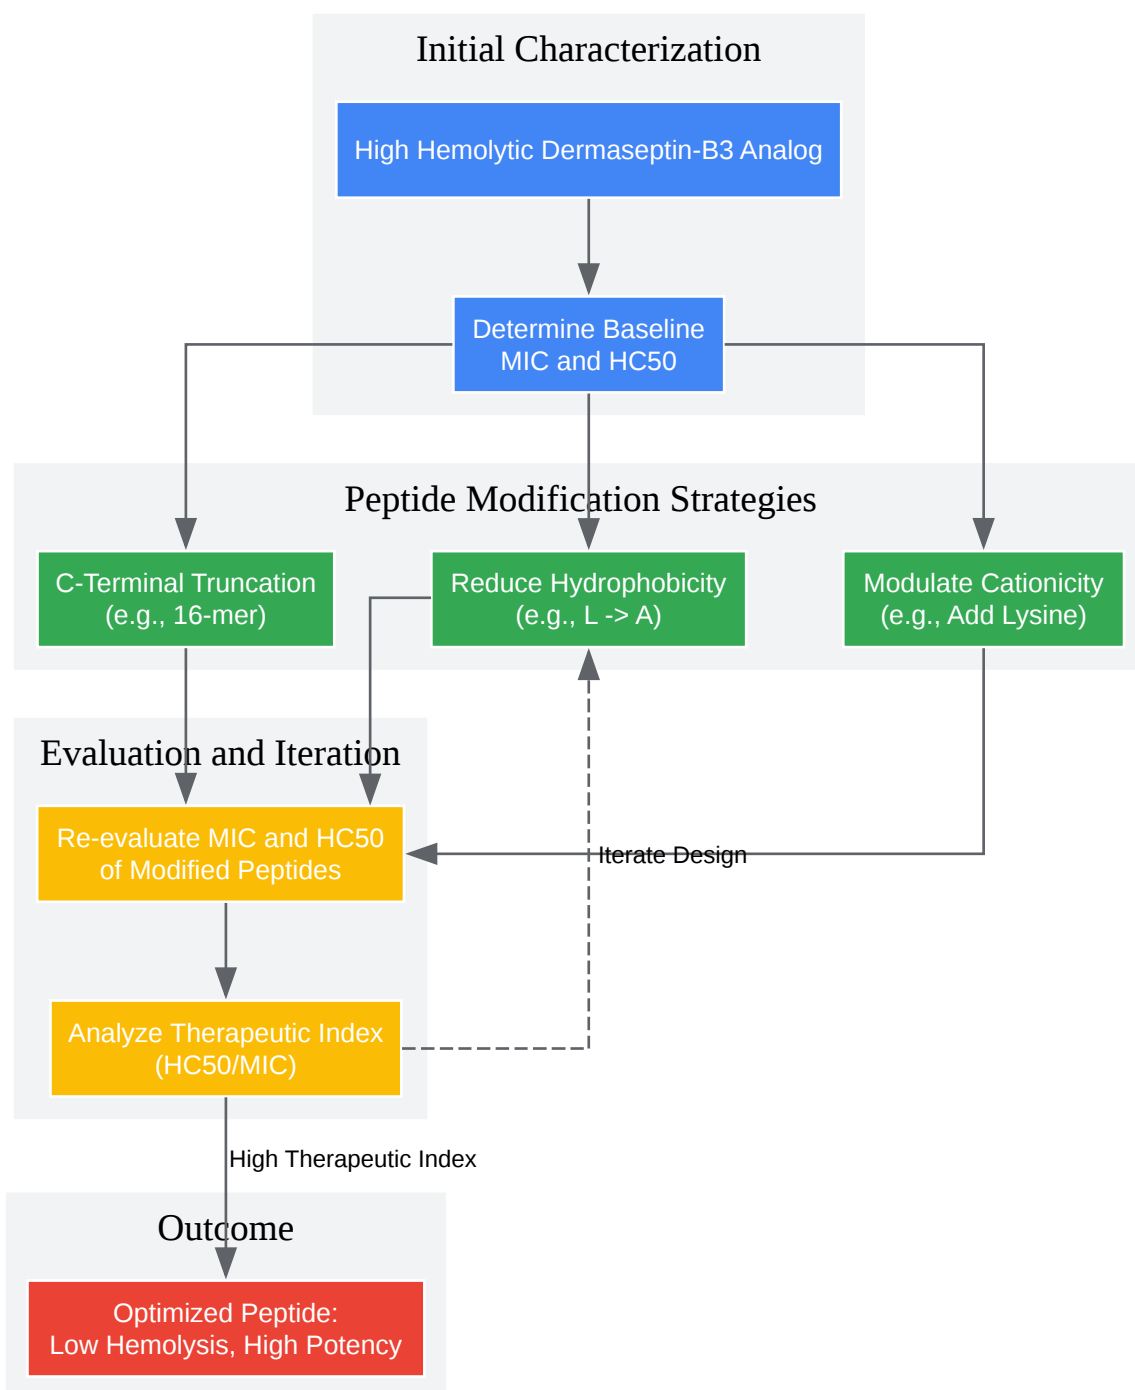 Initial Characterization
High Hemolytic Dermaseptin-B3 Analog
Determine Baseline
MIC and HC50
Peptide Modification Strategies
C-Terminal Truncation
(e.g., 16-mer)
Reduce Hydrophobicity
(e.g., L -> A)
Modulate Cationicity
(e.g., Add Lysine)
Evaluation and Iteration
Re-evaluate MIC and HC50
of Modified Peptides
Iterate Design
Analyze Therapeutic Index
(HC50/MIC)
High Therapeutic Index
Outcome
Optimized Peptide:
Low Hemolysis, High Potency